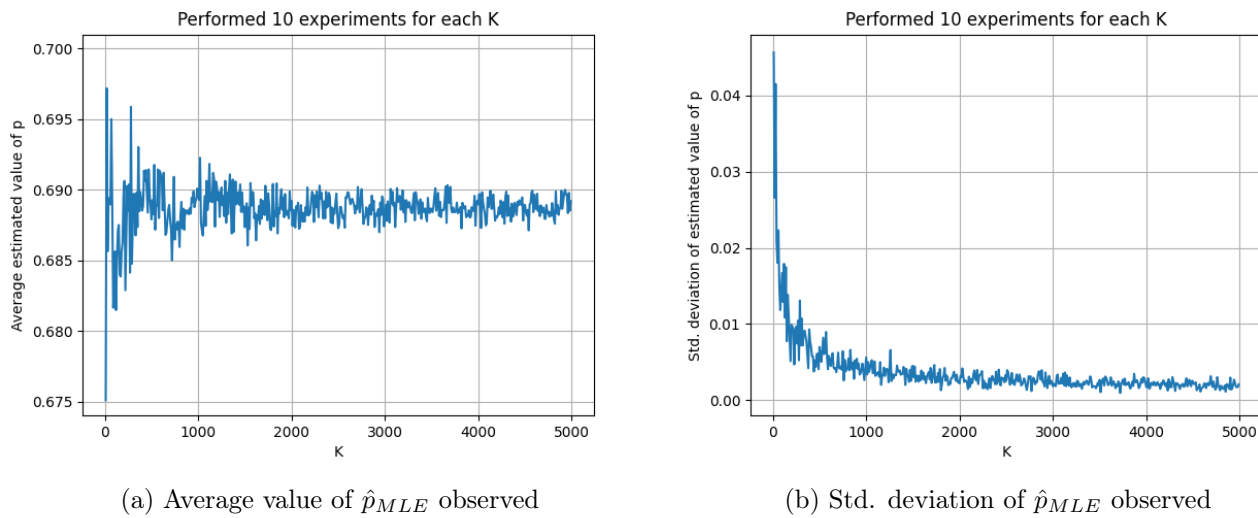 Performed 10 experiments for each K
0.700
0.695
0.690
0.685
0.680
0.675
Average estimated value of p
0 1000 2000 3000 4000 5000
K
(a) Average value of p̂_MLE observed
Performed 10 experiments for each K
0.04
0.03
0.02
0.01
0.00
Std. deviation of estimated value of p
0 1000 2000 3000 4000 5000
K
(b) Std. deviation of p̂_MLE observed